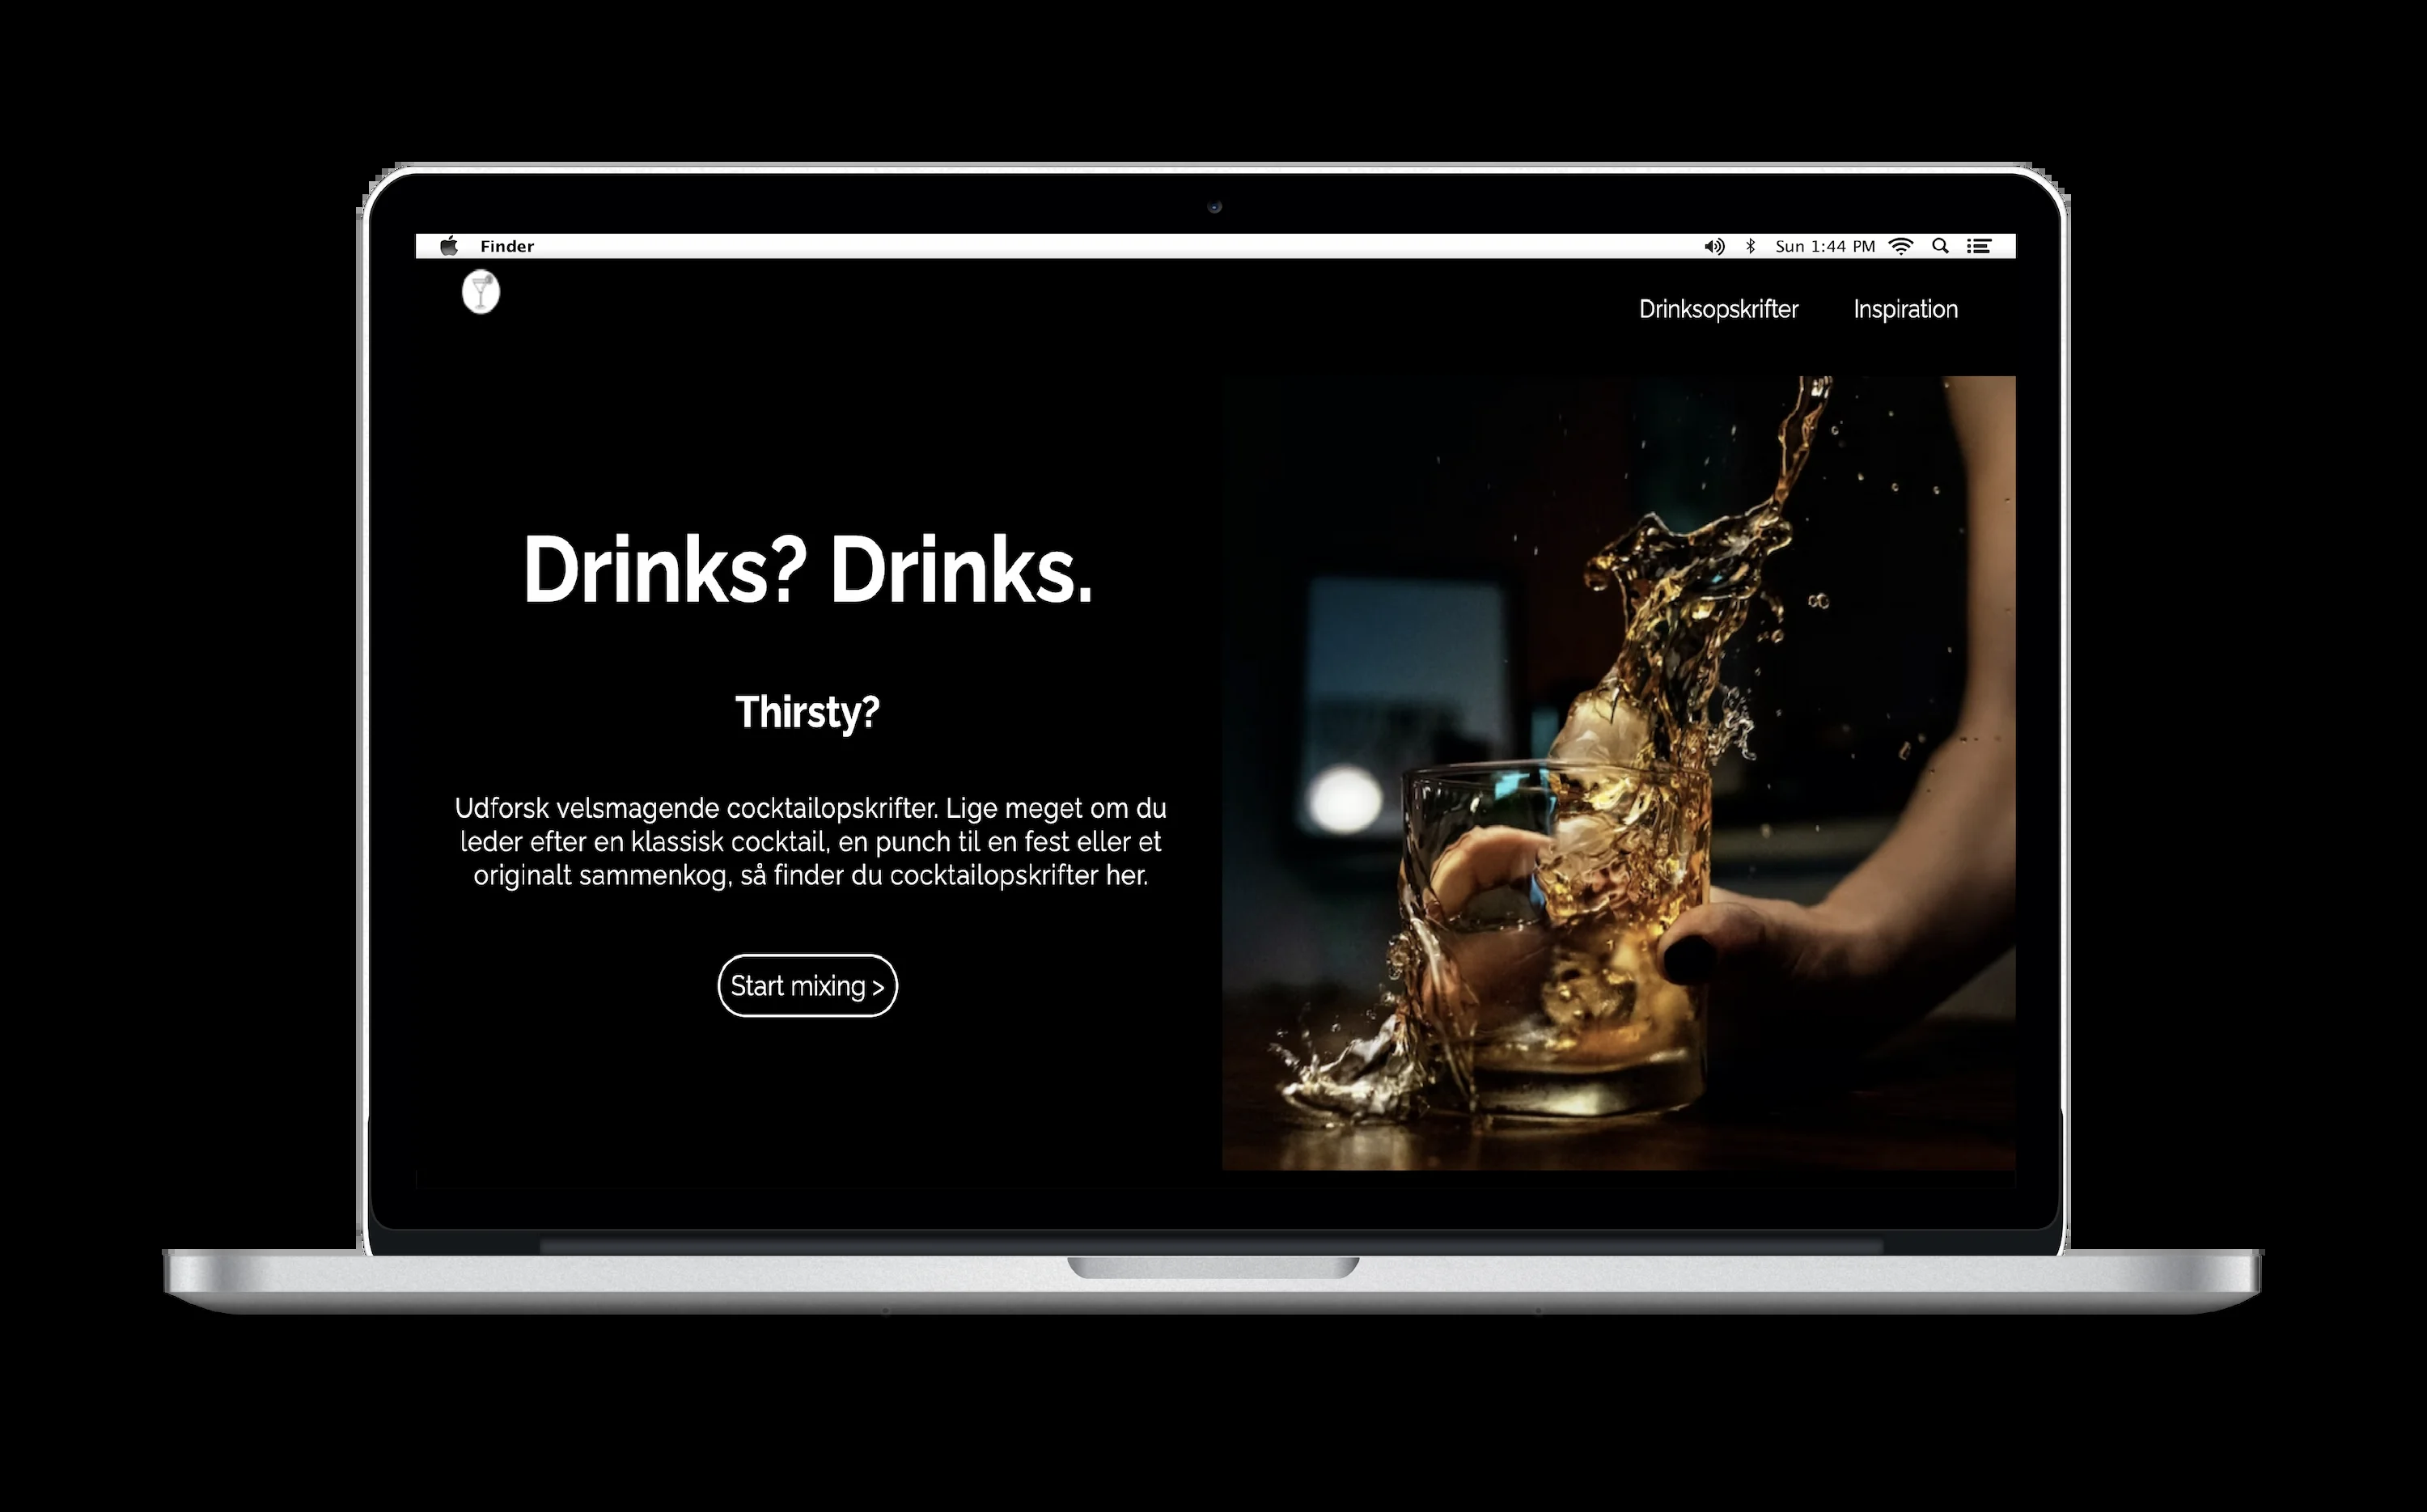 Finder
Sun 1:44 PM
Drinksopskrifter
Inspiration
Drinks? Drinks.
Thirsty?
Udforsk velsmagende cocktailopskrifter. Lige meget om du
leder efter en klassisk cocktail, en punch til en fest eller et
originalt sammenkog, så finder du cocktailopskrifter her.
Start mixing >